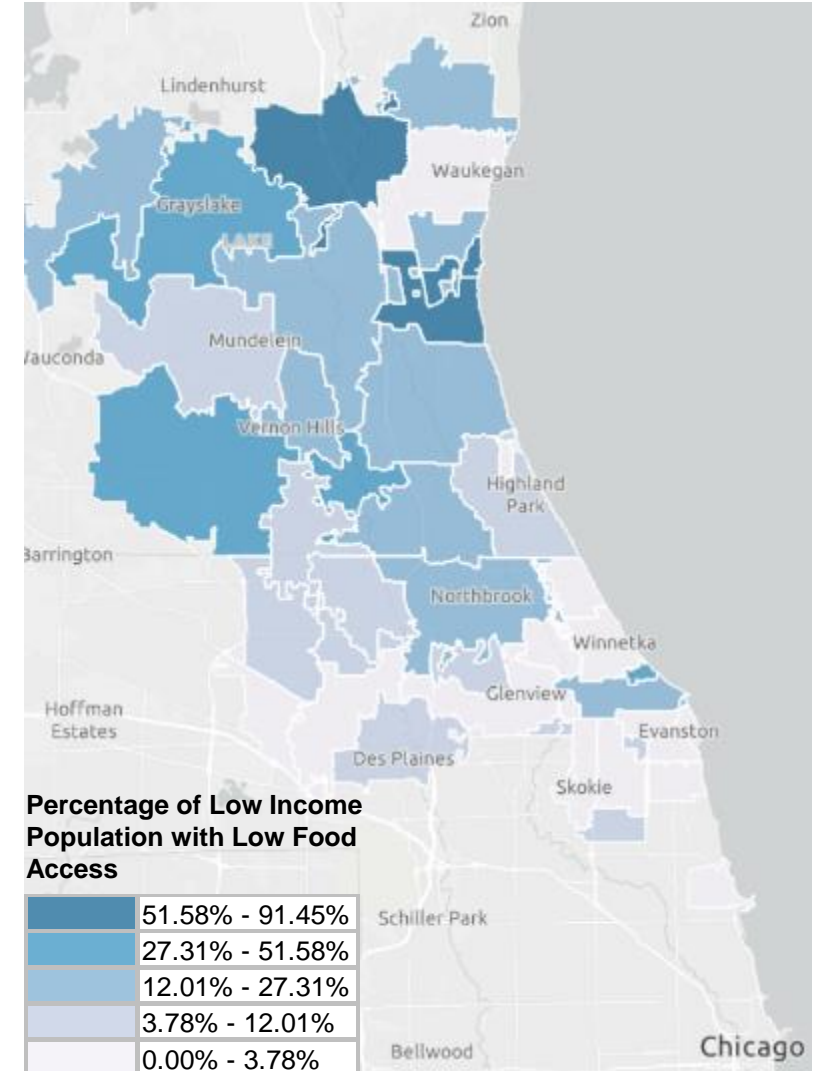 Zion
Lindenhurst
Waukegan
Grayslake
LAKE
Mundelein
Vauconda
Vernon Hills
Highland
Park
Barrington
Northbrook
Winnetka
Glenview
Hoffman
Estates
Evanston
Des Plaines
Skokie
Percentage of Low Income
Population with Low Food
Access
51.58% - 91.45%
27.31% - 51.58%
12.01% - 27.31%
3.78% - 12.01%
0.00% - 3.78%
Schiller Park
Bellwood
Chicago